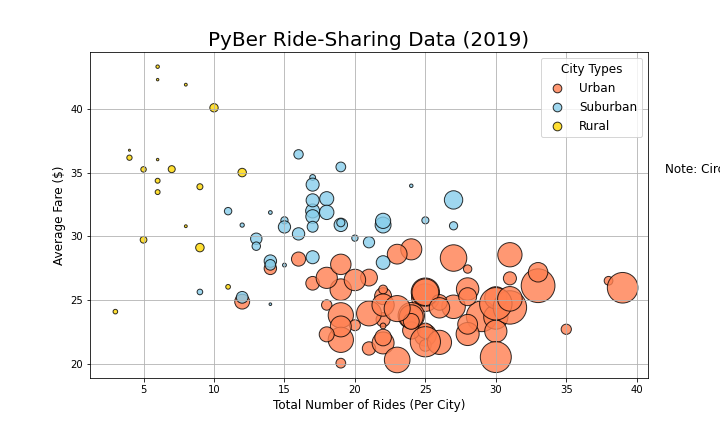 PyBer Ride-Sharing Data (2019)
City Types
Urban
Suburban
Rural
40
35
30
25
20
Average Fare ($)
5
10
15
20
25
30
35
40
Total Number of Rides (Per City)
Note: Circ